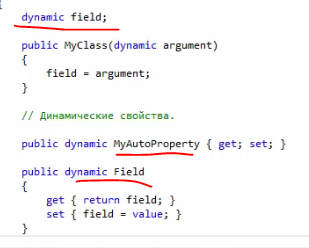 {
dynamic field;
public MyClass(dynamic argument)
{
field = argument;
}
// Динамические свойства.
public dynamic MyAutoProperty { get; set; }
public dynamic Field
{
get { return field; }
set { field = value; }
}